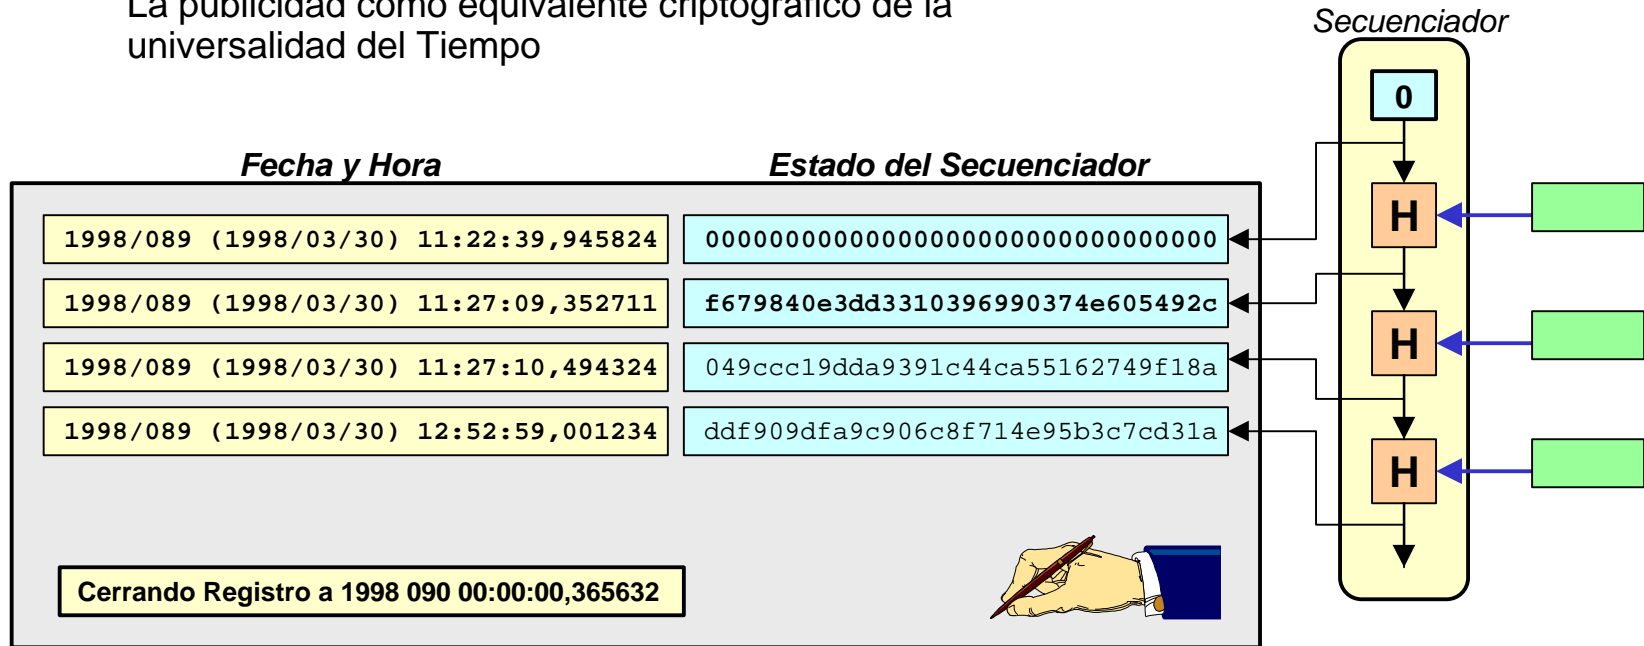 La publicidad como equivalente criptográfico de la
universalidad del Tiempo
Secuenciador
0
Fecha y Hora
Estado del Secuenciador
1998/089 (1998/03/30) 11:22:39,945824
00000000000000000000000000000000
H
1998/089 (1998/03/30) 11:27:09,352711
f679840e3dd3310396990374e605492c
H
1998/089 (1998/03/30) 11:27:10,494324
049ccc19dda9391c44ca55162749f18a
1998/089 (1998/03/30) 12:52:59,001234
ddf909dfa9c906c8f714e95b3c7cd31a
H
Cerrando Registro a 1998 090 00:00:00,365632